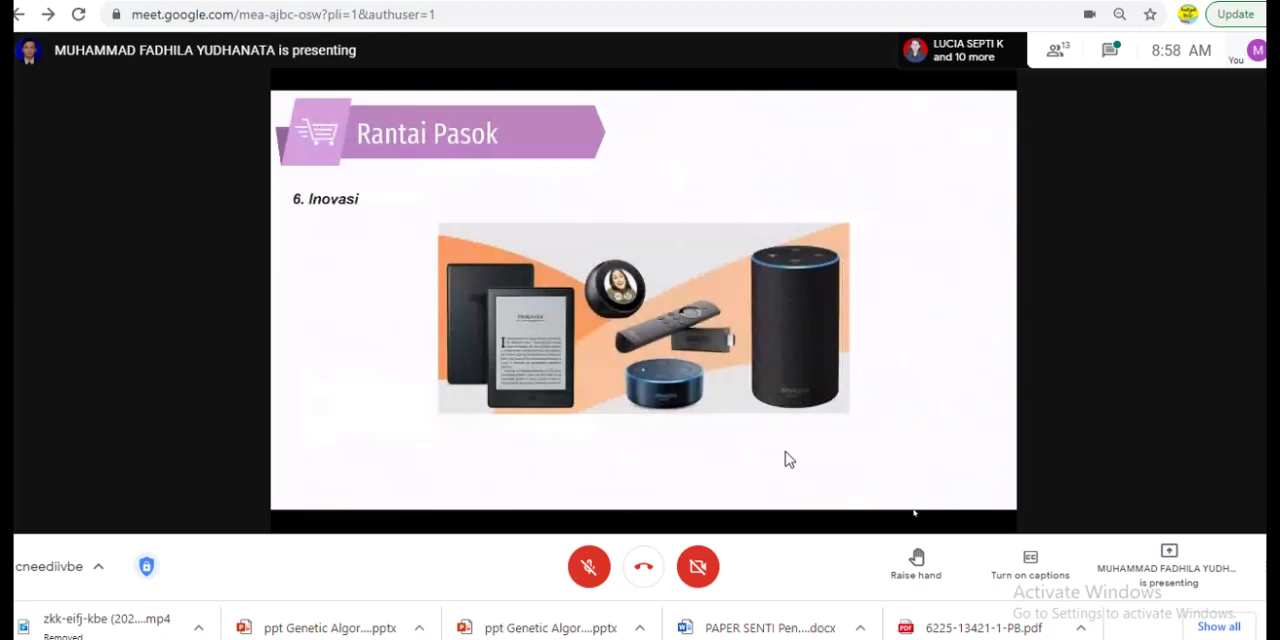 meet.google.com/mea-ajbc-osw?pli=1&authuser=1
Update
MUHAMMAD FADHILA YUDHANATA is presenting
LUCIA SEPTI K
and 10 more
13
8:58 AM
You
M
Rantai Pasok
6. Inovasi
cneediivbe
Raise hand
Turn on captions
MUHAMMAD FADHILA YUDH...
is presenting
Activate Windows
Go to Settings to activate Windows.
zkk-eifj-kbe (202....mp4
Removed
ppt Genetic Algor....pptx
ppt Genetic Algor....pptx
PAPER SENTI Pen....docx
6225-13421-1-PB.pdf
Show all